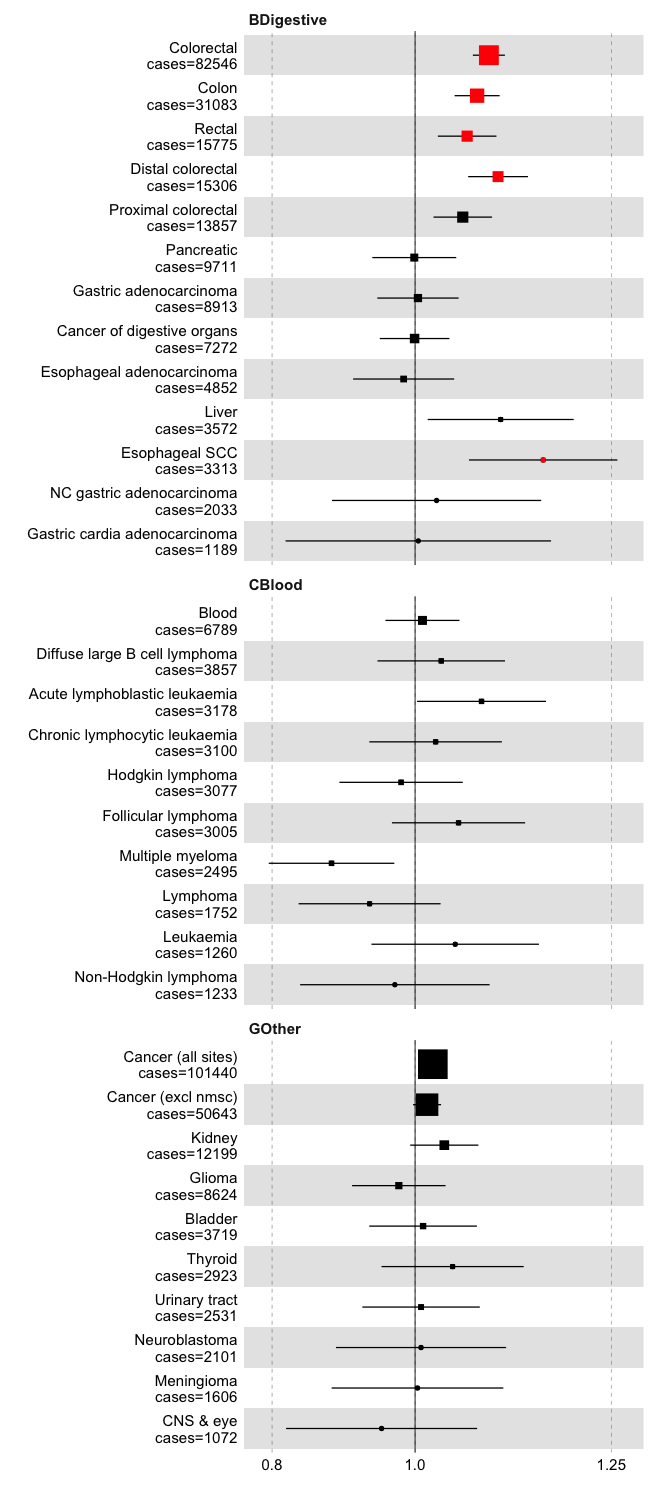 BDigestive
Colorectal
cases=82546
Colon
cases=31083
Rectal
cases=15775
Distal colorectal
cases=15306
Proximal colorectal
cases=13857
Pancreatic
cases=9711
Gastric adenocarcinoma
cases=8913
Cancer of digestive organs
cases=7272
Esophageal adenocarcinoma
cases=4852
Liver
cases=3572
Esophageal SCC
cases=3313
NC gastric adenocarcinoma
cases=2033
Gastric cardia adenocarcinoma
cases=1189
CBlood
Blood
cases=6789
Diffuse large B cell lymphoma
cases=3857
Acute lymphoblastic leukaemia
cases=3178
Chronic lymphocytic leukaemia
cases=3100
Hodgkin lymphoma
cases=3077
Follicular lymphoma
cases=3005
Multiple myeloma
cases=2495
Lymphoma
cases=1752
Leukaemia
cases=1260
Non-Hodgkin lymphoma
cases=1233
GOther
Cancer (all sites)
cases=101440
Cancer (excl nmsc)
cases=50643
Kidney
cases=12199
Glioma
cases=8624
Bladder
cases=3719
Thyroid
cases=2923
Urinary tract
cases=2531
Neuroblastoma
cases=2101
Meningioma
cases=1606
CNS & eye
cases=1072
0.8 1.0 1.25